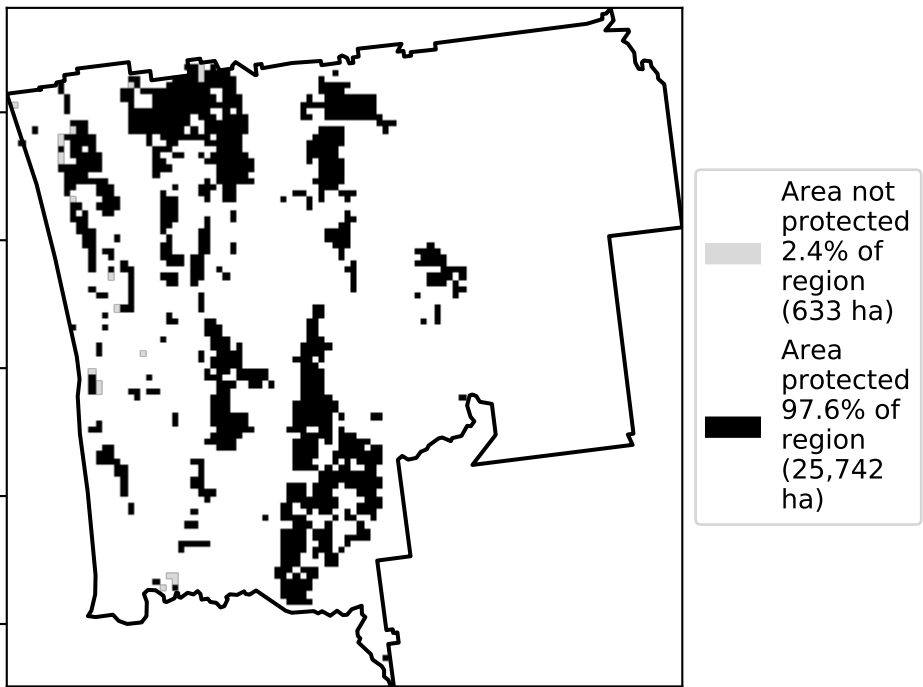 Area not
protected
2.4% of
region
(633 ha)
Area
protected
97.6% of
region
(25,742
ha)